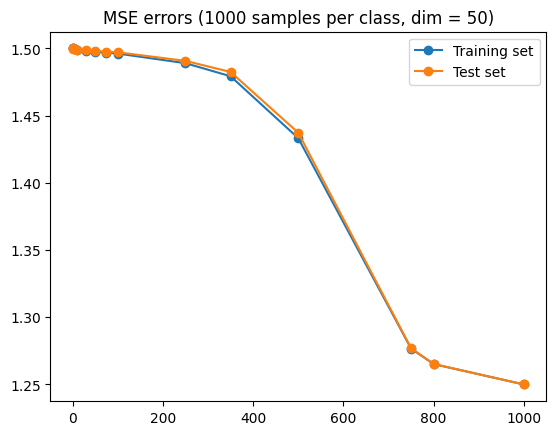 MSE errors (1000 samples per class, dim = 50)
1.50
1.45
1.40
1.35
1.30
1.25
Training set
Test set
0 200 400 600 800 1000